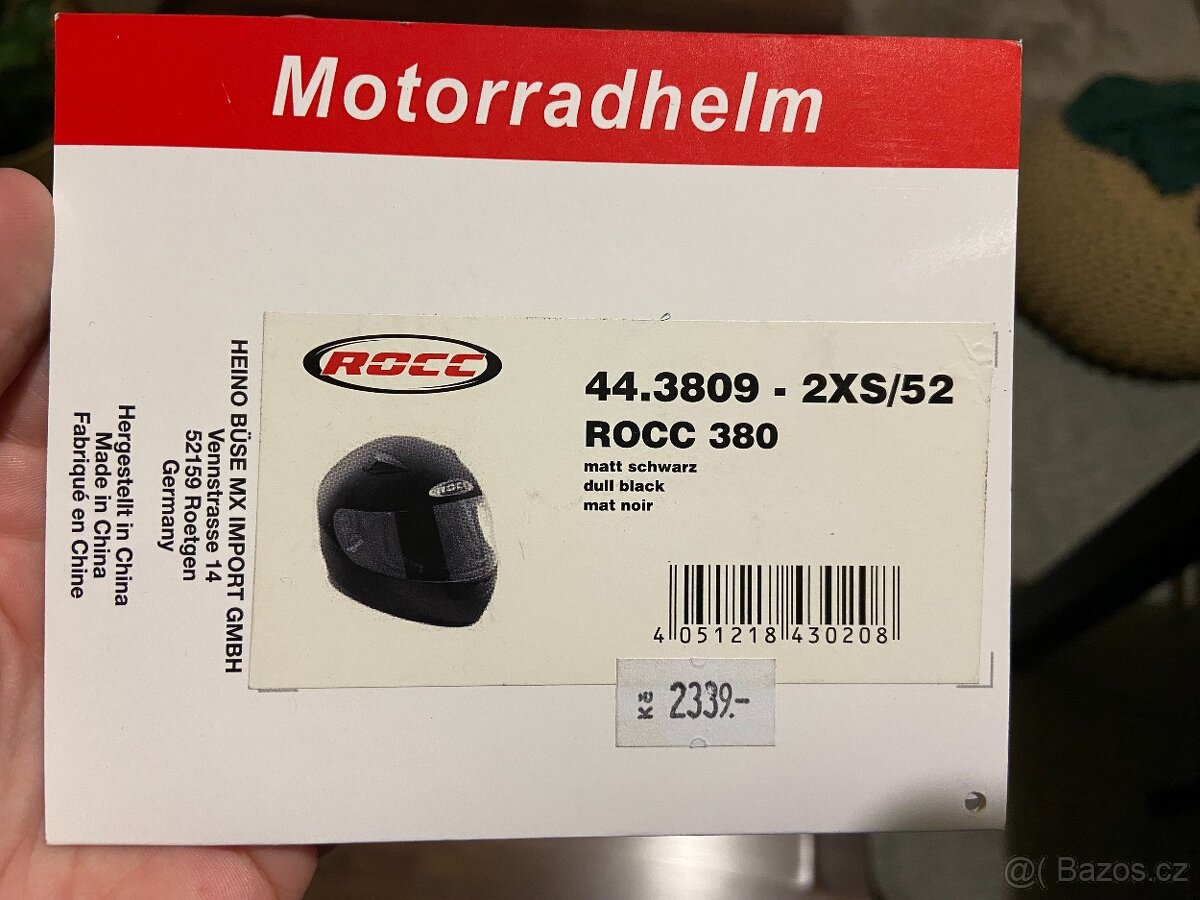 Motorradhelm
ROCC
44.3809 - 2XS/52
ROCC 380
matt schwarz
dull black
mat noir
ROCC
4 051218 430208
Kč 2339.-
HEINO BÜSE MX IMPORT GMBH
Vennstrasse 14
52159 Roetgen
Germany
Hergestellt in China
Made in China
Fabriqué en Chine
@( Bazos.cz